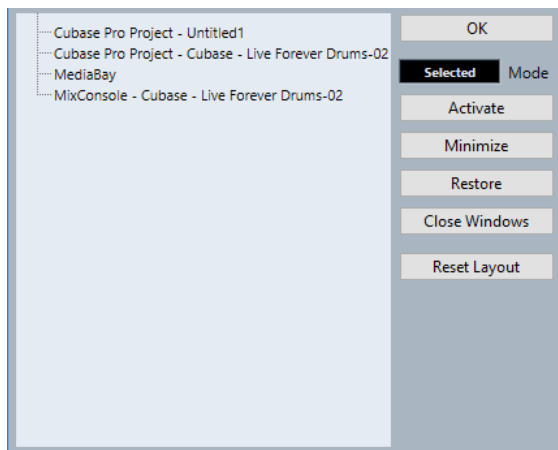 Cubase Pro Project - Untitled1
Cubase Pro Project - Cubase - Live Forever Drums-02
MediaBay
MixConsole - Cubase - Live Forever Drums-02
OK
Selected Mode
Activate
Minimize
Restore
Close Windows
Reset Layout